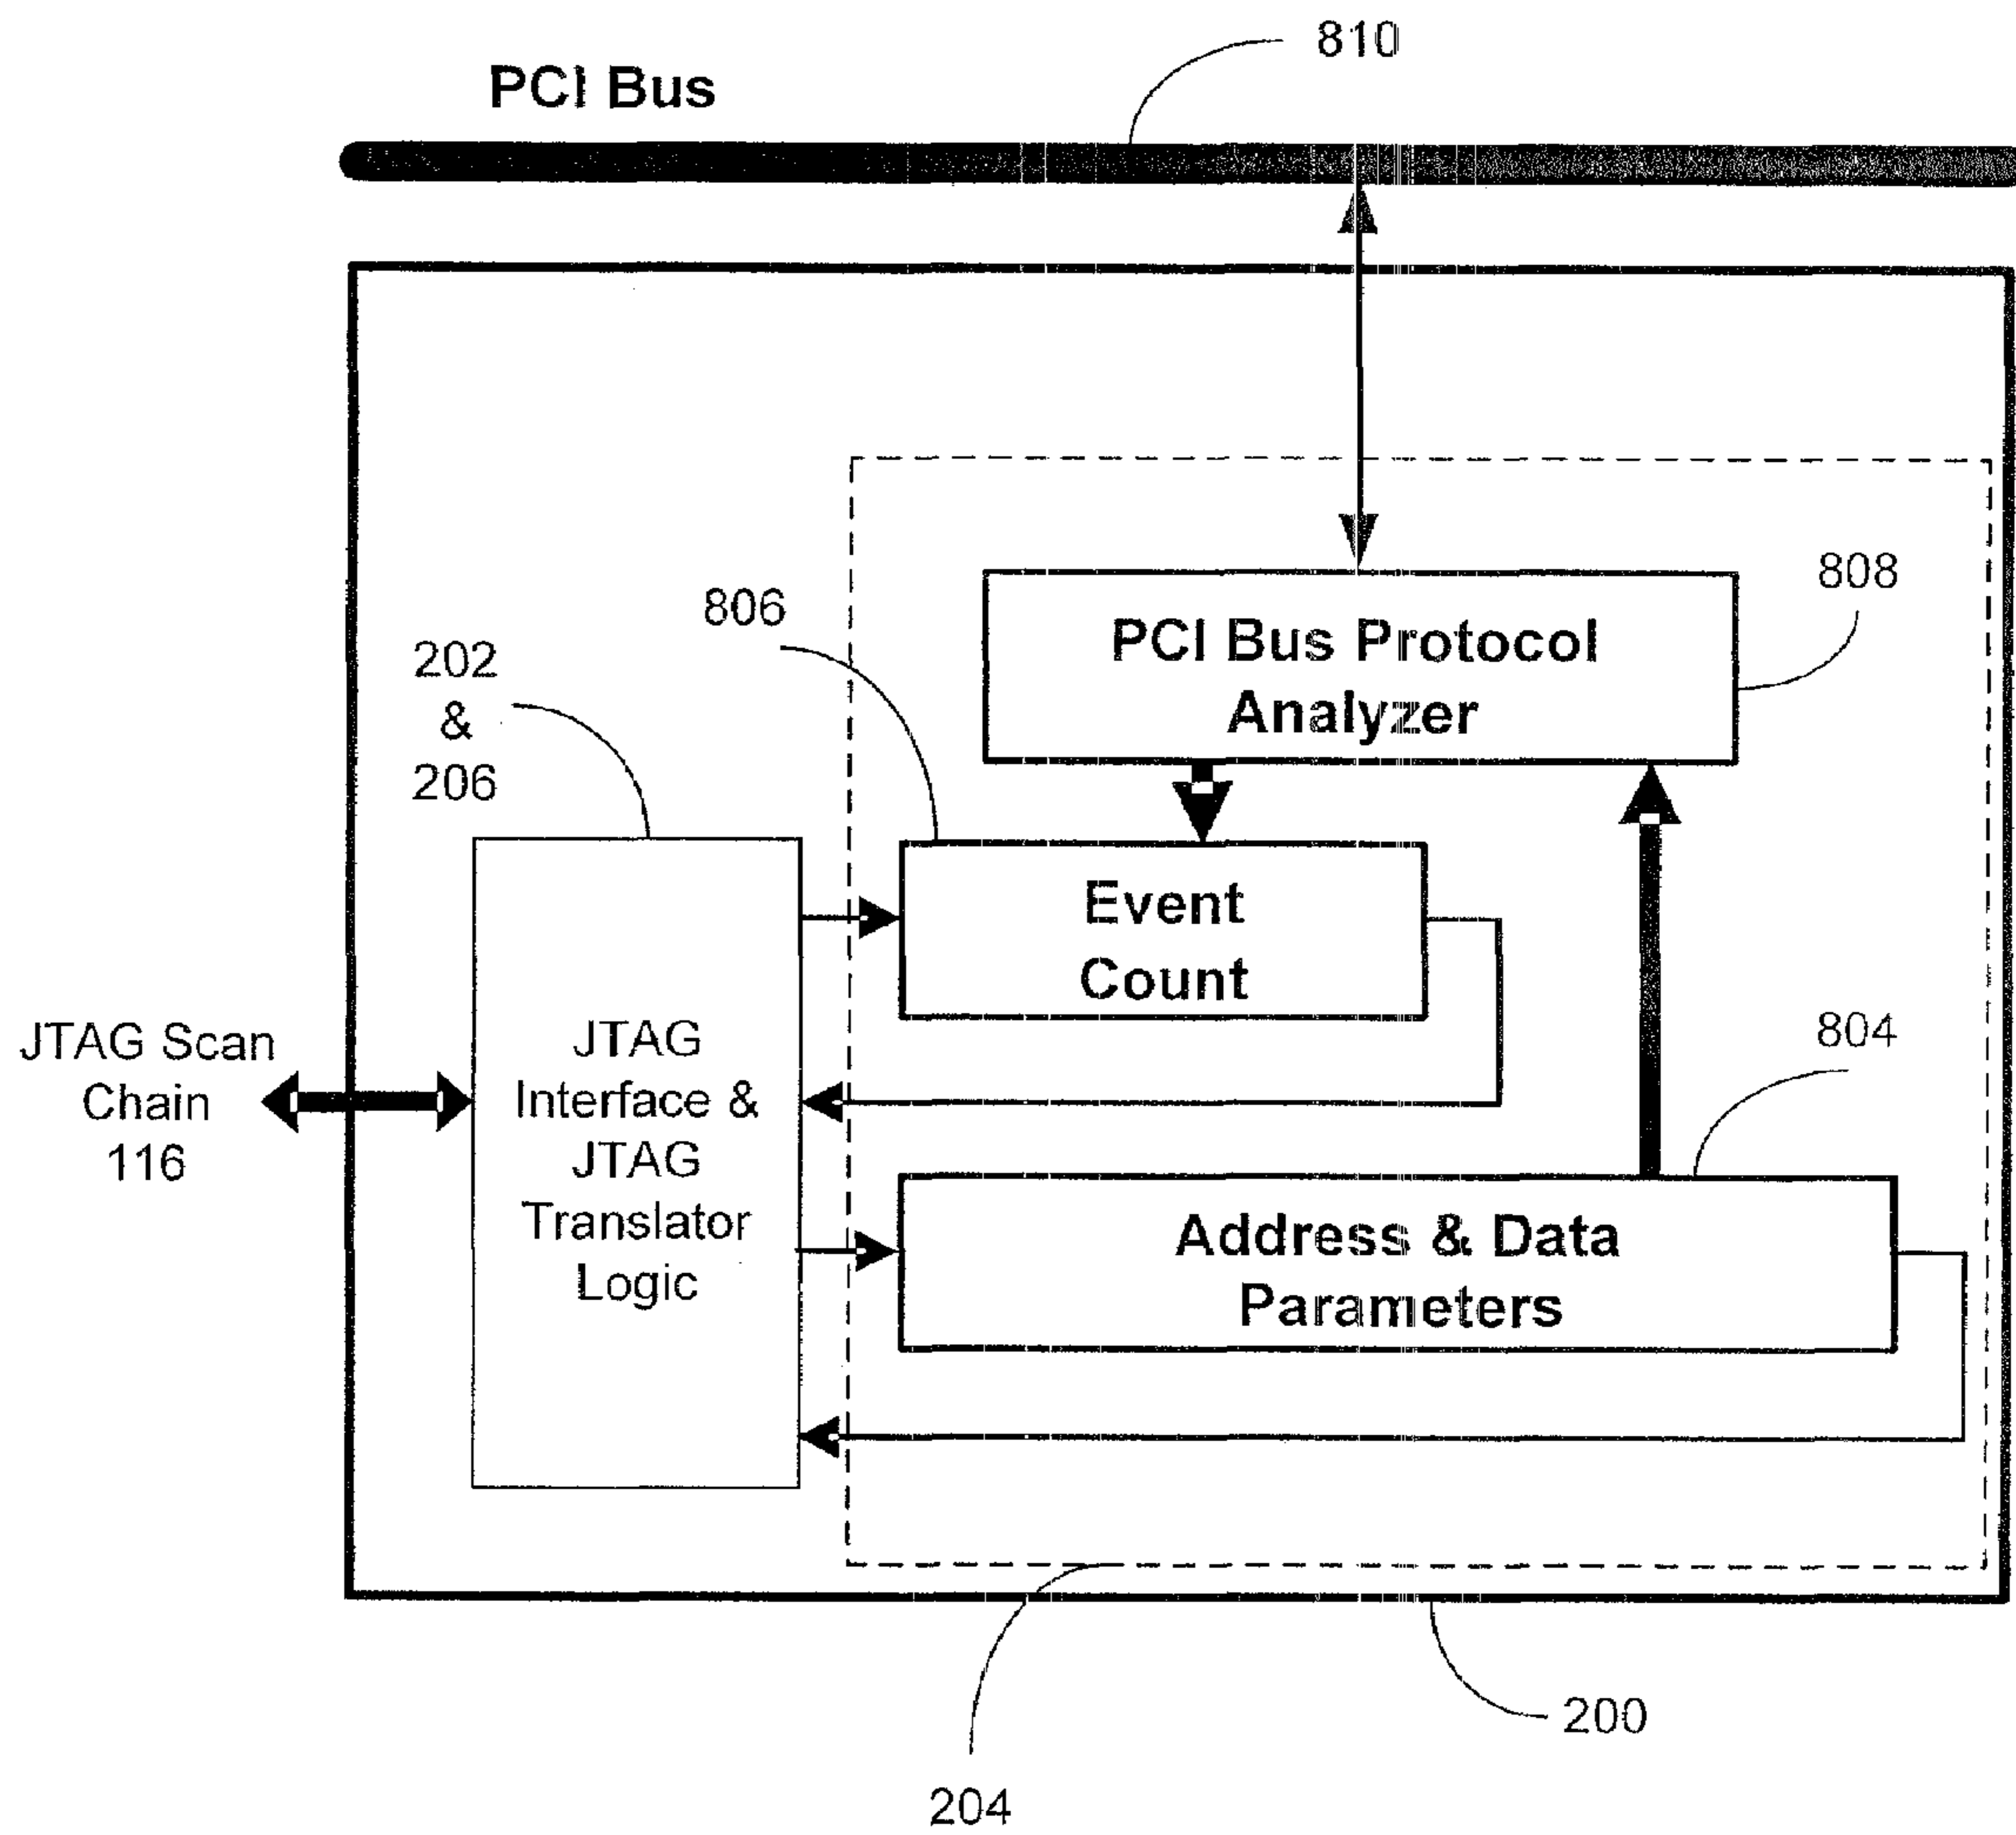 810
PCI Bus
808
806
PCI Bus Protocol
Analyzer
202
&
206
Event
Count
804
JTAG Scan
Chain
116
JTAG
Interface &
JTAG
Translator
Logic
Address & Data
Parameters
200
204